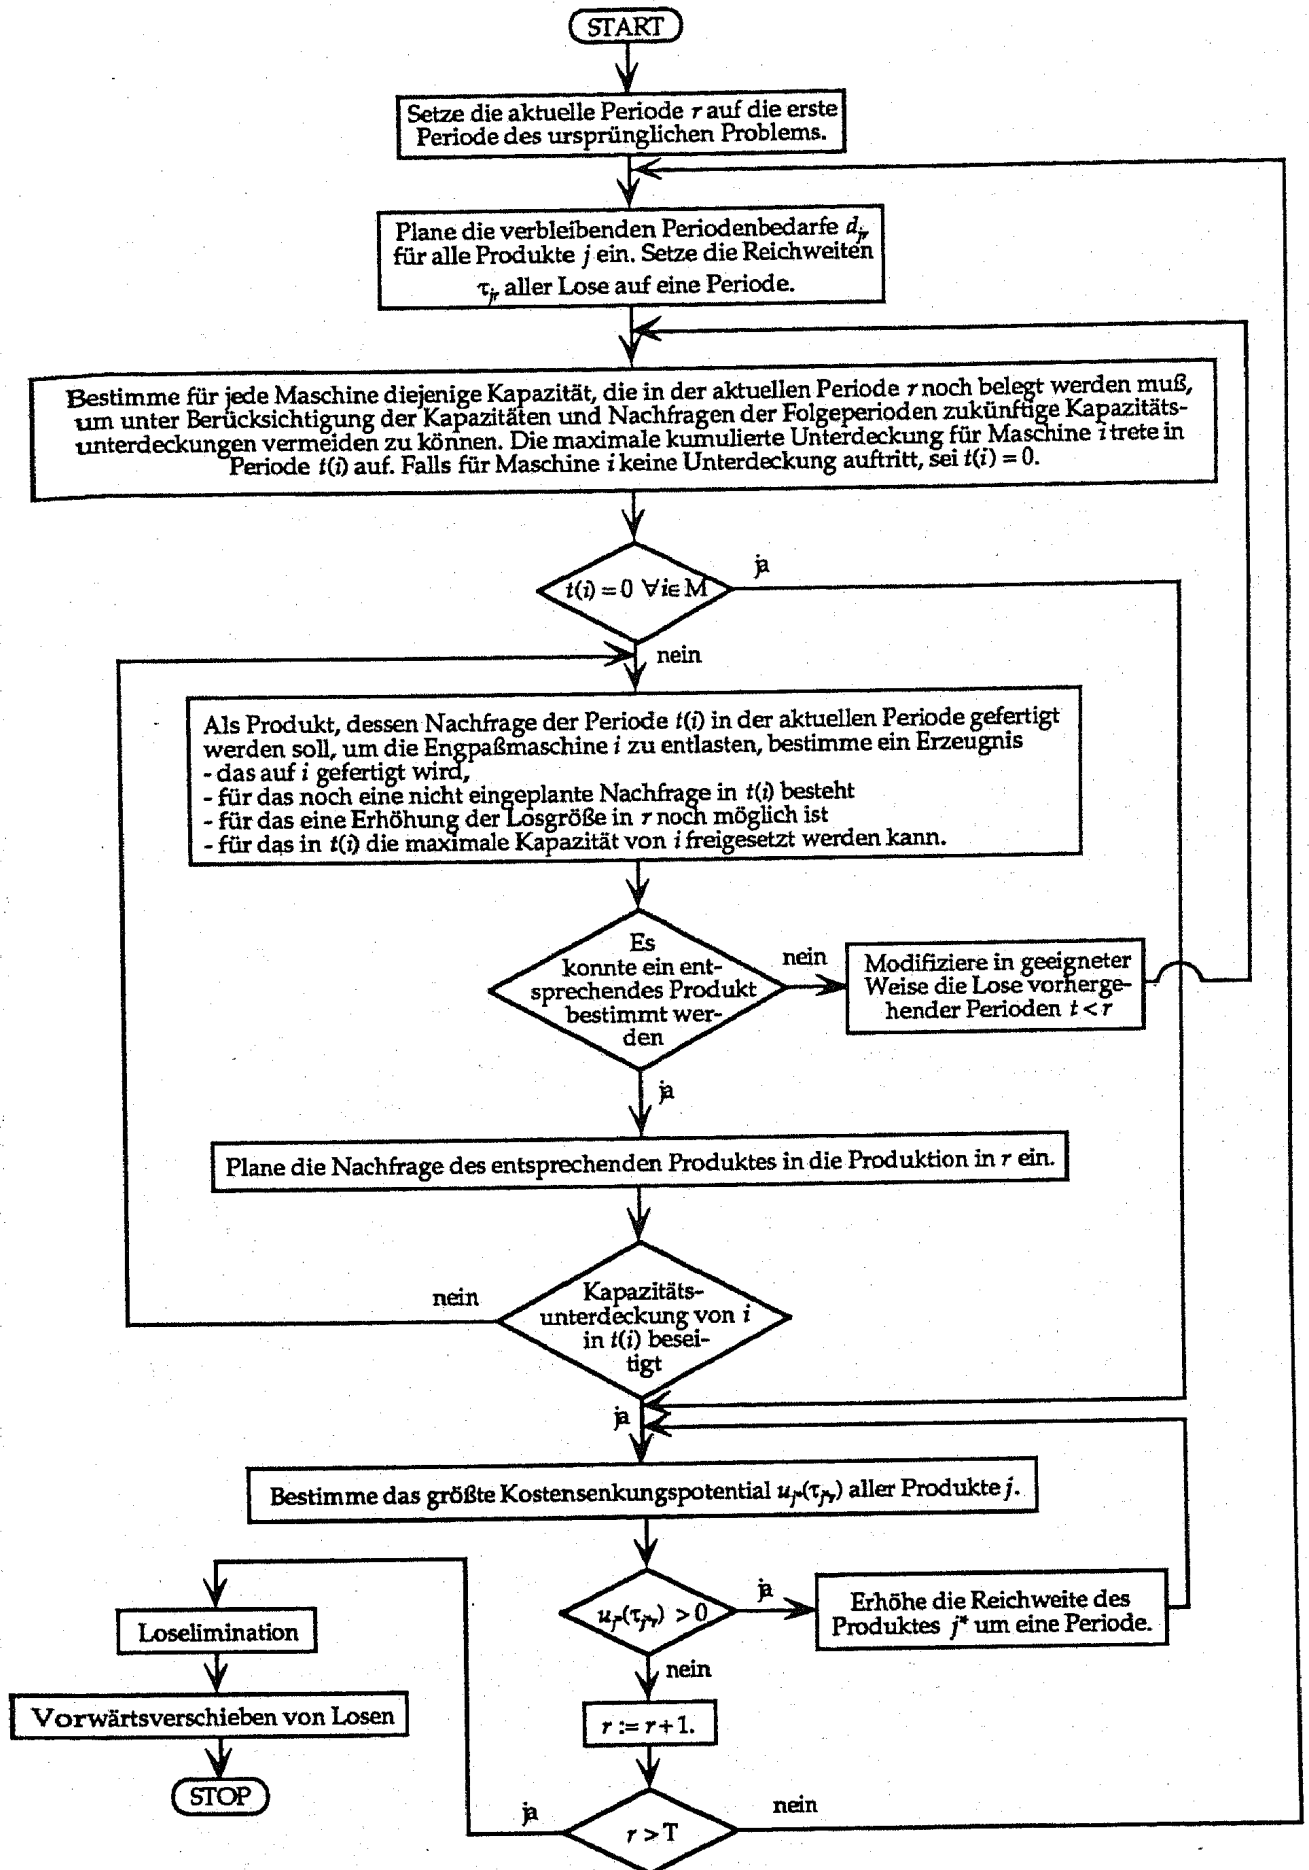 START
Setze die aktuelle Periode r auf die erste
Periode des ursprünglichen Problems.
Plane die verbleibenden Periodenbedarfe d_jr
für alle Produkte j ein. Setze die Reichweiten
τ_jr aller Lose auf eine Periode.
Bestimme für jede Maschine diejenige Kapazität, die in der aktuellen Periode r noch belegt werden muß,
um unter Berücksichtigung der Kapazitäten und Nachfragen der Folgeperioden zukünftige Kapazitäts-
unterdeckungen vermeiden zu können. Die maximale kumulierte Unterdeckung für Maschine i trete in
Periode t(i) auf. Falls für Maschine i keine Unterdeckung auftritt, sei t(i) = 0.
t(i) = 0 ∀i∈M
ja
nein
Als Produkt, dessen Nachfrage der Periode t(i) in der aktuellen Periode gefertigt
werden soll, um die Engpaßmaschine i zu entlasten, bestimme ein Erzeugnis
- das auf i gefertigt wird,
- für das noch eine nicht eingeplante Nachfrage in t(i) besteht
- für das eine Erhöhung der Losgröße in r noch möglich ist
- für das in t(i) die maximale Kapazität von i freigesetzt werden kann.
Es
konnte ein ent-
sprechendes Produkt
bestimmt wer-
den
nein
Modifiziere in geeigneter
Weise die Lose vorherge-
hender Perioden t < r
ja
Plane die Nachfrage des entsprechenden Produktes in die Produktion in r ein.
Kapazitäts-
unterdeckung von i
in t(i) besei-
tigt
nein
ja
Bestimme das größte Kostensenkungspotential u_j*(τ_j*r) aller Produkte j.
u_j*(τ_j*r) > 0
ja
Erhöhe die Reichweite des
Produktes j* um eine Periode.
nein
r := r+1.
r > T
ja
nein
Loselimination
Vorwärtsverschieben von Losen
STOP